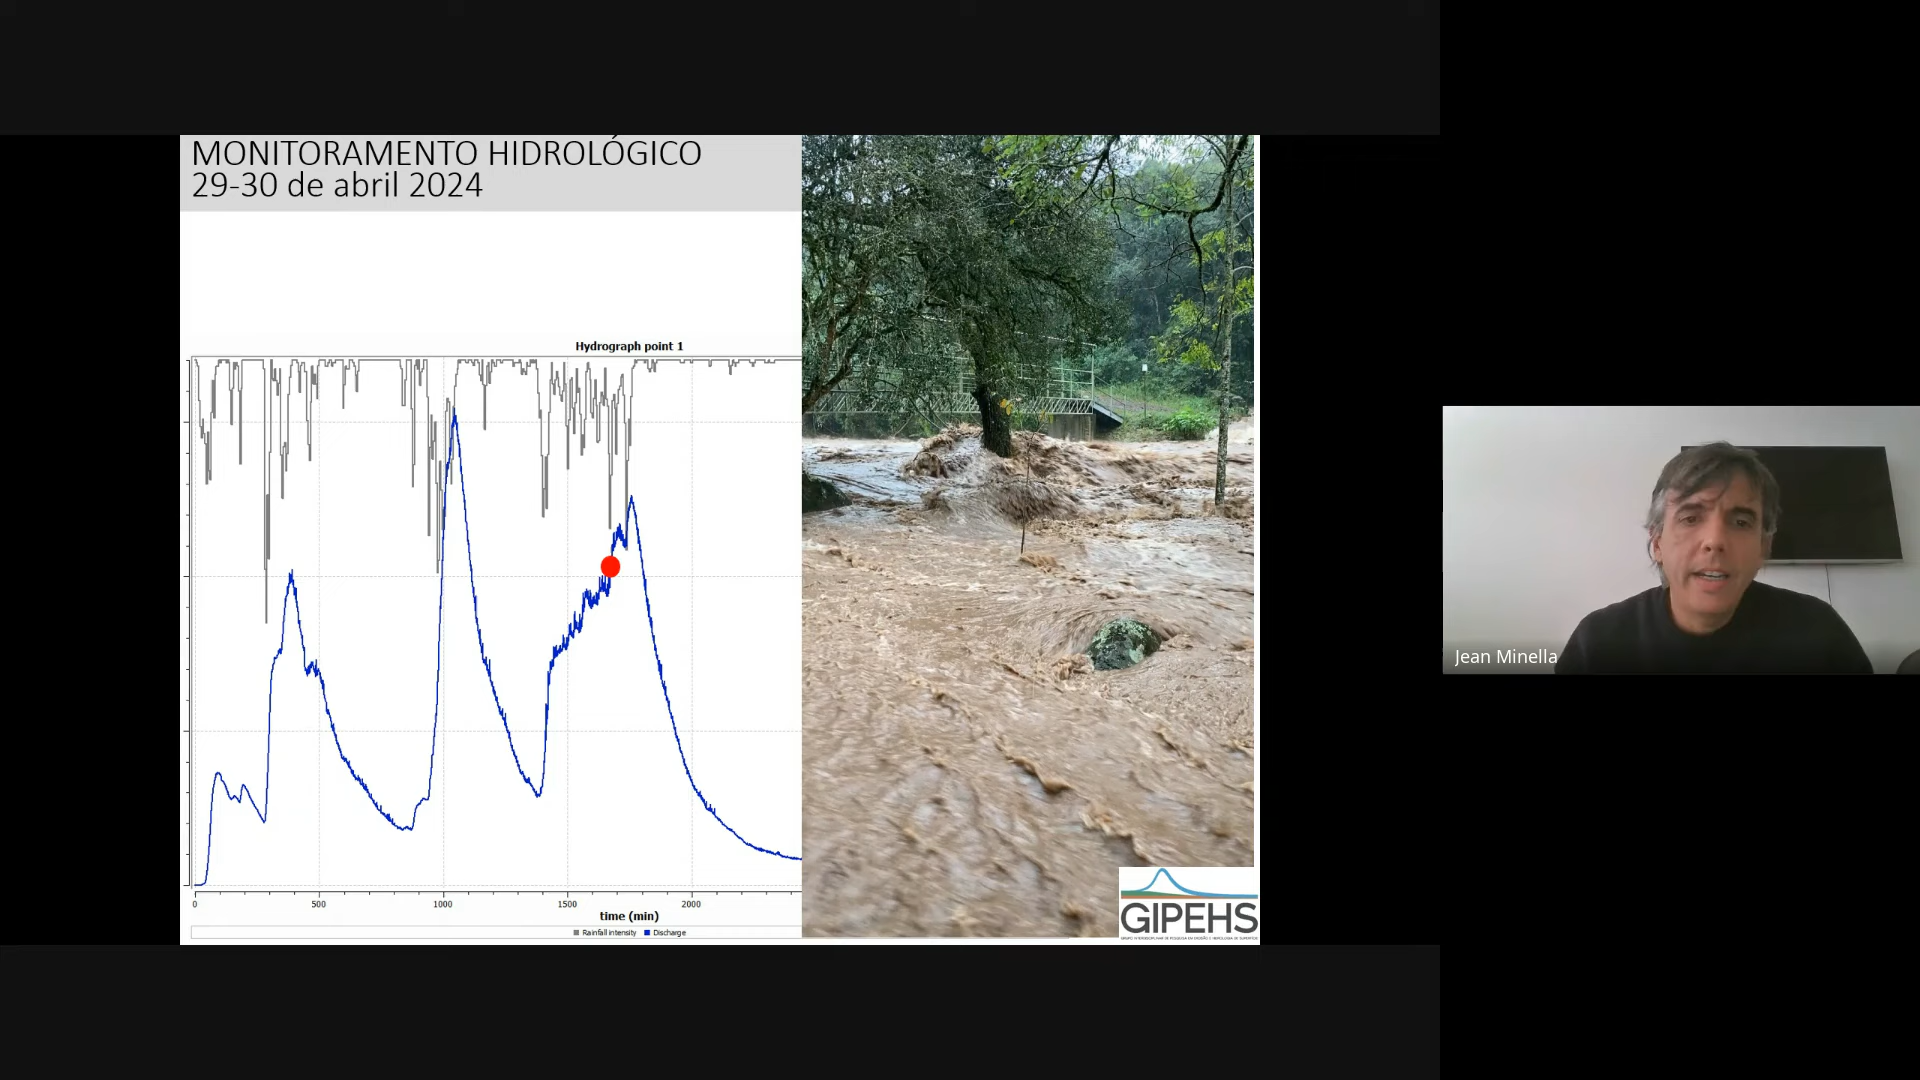 MONITORAMENTO HIDROLÓGICO
29-30 de abril 2024
Hydrograph point 1
0 500 1000 1500 2000
time (min)
Rainfall intensity Discharge
GIPEHS
Jean Minella